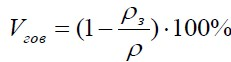 V_гов = (1 − ρ_з / ρ) · 100%